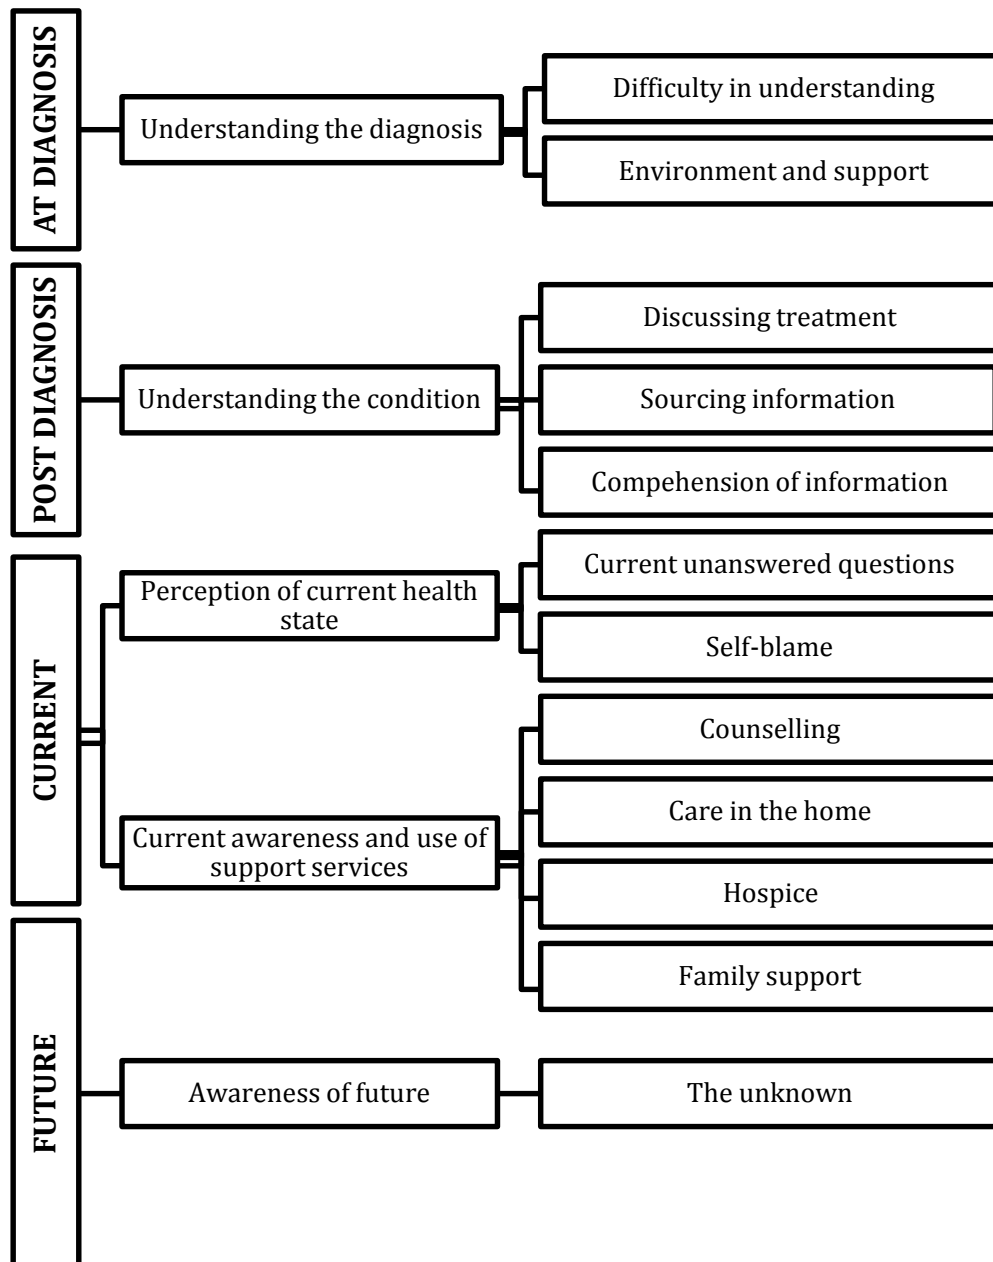 AT DIAGNOSIS
Understanding the diagnosis
Difficulty in understanding
Environment and support
POST DIAGNOSIS
Understanding the condition
Discussing treatment
Sourcing information
Compehension of information
CURRENT
Perception of current health
state
Current unanswered questions
Self-blame
Current awareness and use of
support services
Counselling
Care in the home
Hospice
Family support
FUTURE
Awareness of future
The unknown